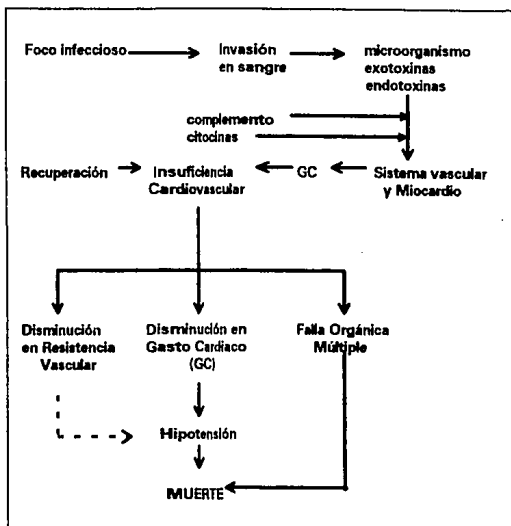 Foco infeccioso
Invasión
en sangre
microorganismo
exotoxinas
endotoxinas
complemento
citocinas
Recuperación
Insuficiencia
Cardiovascular
GC
Sistema vascular
y Miocardio
Disminución
en Resistencia
Vascular
Disminución en
Gasto Cardiaco
(GC)
Falla Orgánica
Múltiple
Hipotensión
MUERTE